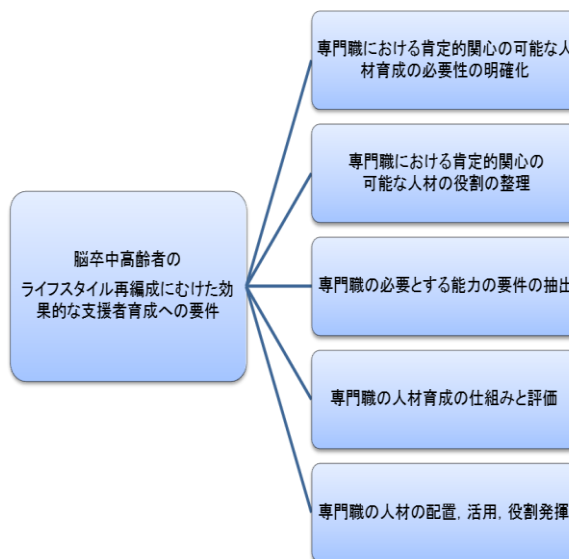 専門職における肯定的関心の可能な人
材育成の必要性の明確化
専門職における肯定的関心の
可能な人材の役割の整理
脳卒中高齢者の
ライフスタイル再編成にむけた効
果的な支援者育成への要件
専門職の必要とする能力の要件の抽出
専門職の人材育成の仕組みと評価
専門職の人材の配置，活用，役割発揮